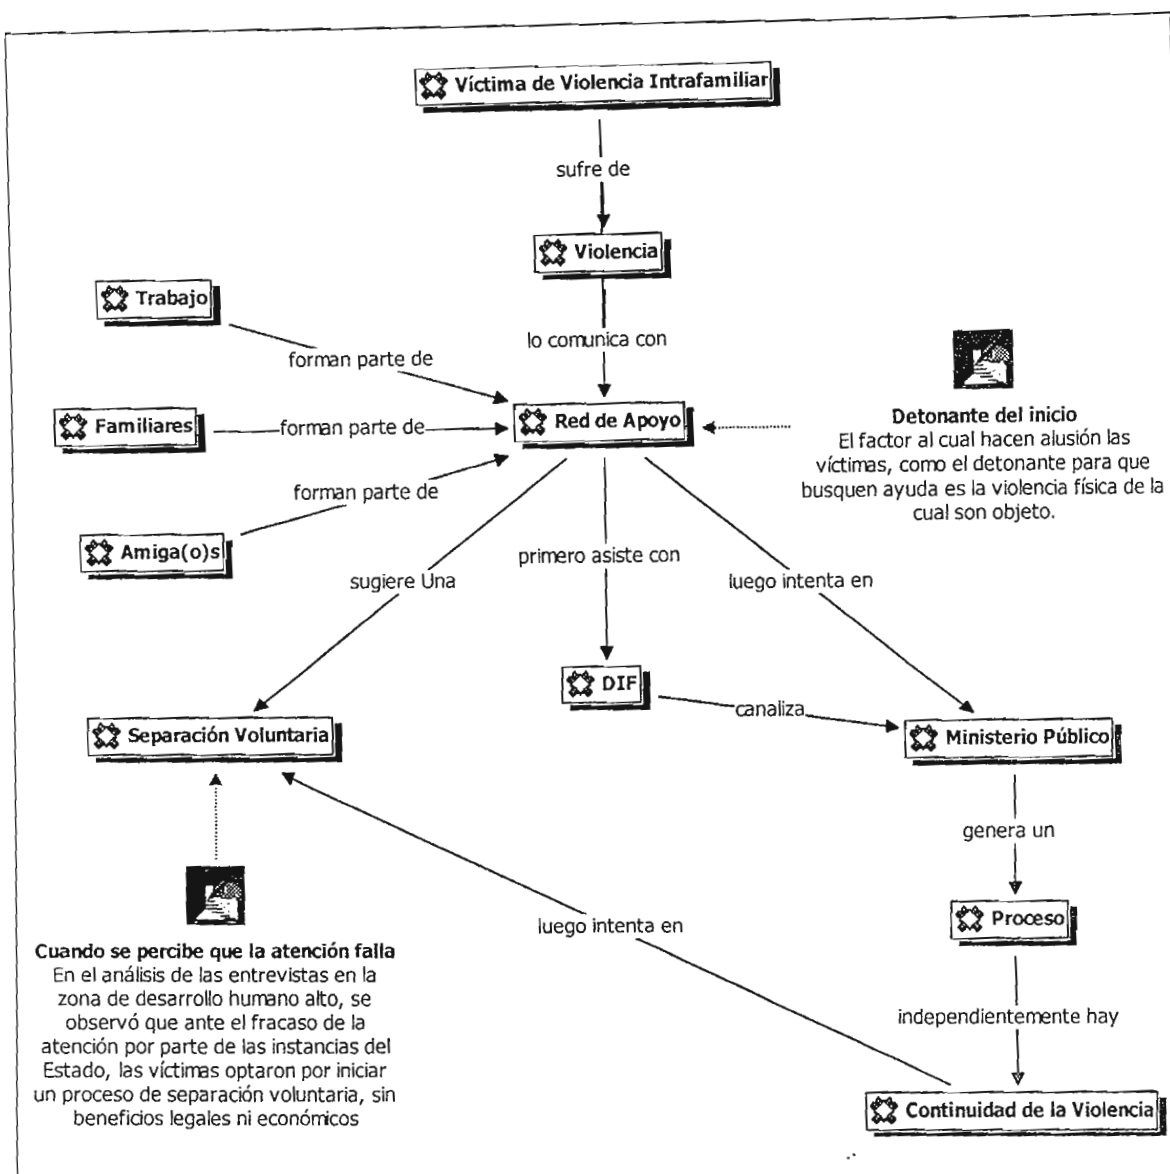 Víctima de Violencia Intrafamiliar
sufre de
Violencia
Trabajo
lo comunica con
forman parte de
Familiares
forman parte de
Red de Apoyo
Detonante del inicio
El factor al cual hacen alusión las
víctimas, como el detonante para que
busquen ayuda es la violencia física de la
cual son objeto.
forman parte de
Amiga(o)s
sugiere Una
primero asiste con
luego intenta en
DIF
canaliza
Separación Voluntaria
Ministerio Público
genera un
Proceso
luego intenta en
Cuando se percibe que la atención falla
En el análisis de las entrevistas en la
zona de desarrollo humano alto, se
observó que ante el fracaso de la
atención por parte de las instancias del
Estado, las víctimas optaron por iniciar
un proceso de separación voluntaria, sin
beneficios legales ni económicos
independientemente hay
Continuidad de la Violencia